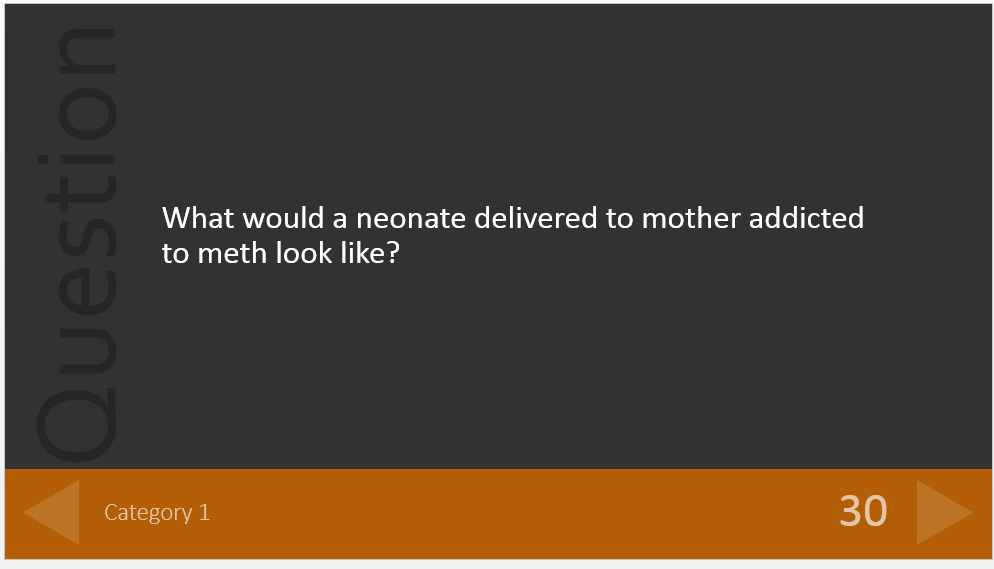 Question
What would a neonate delivered to mother addicted
to meth look like?
Category 1
30